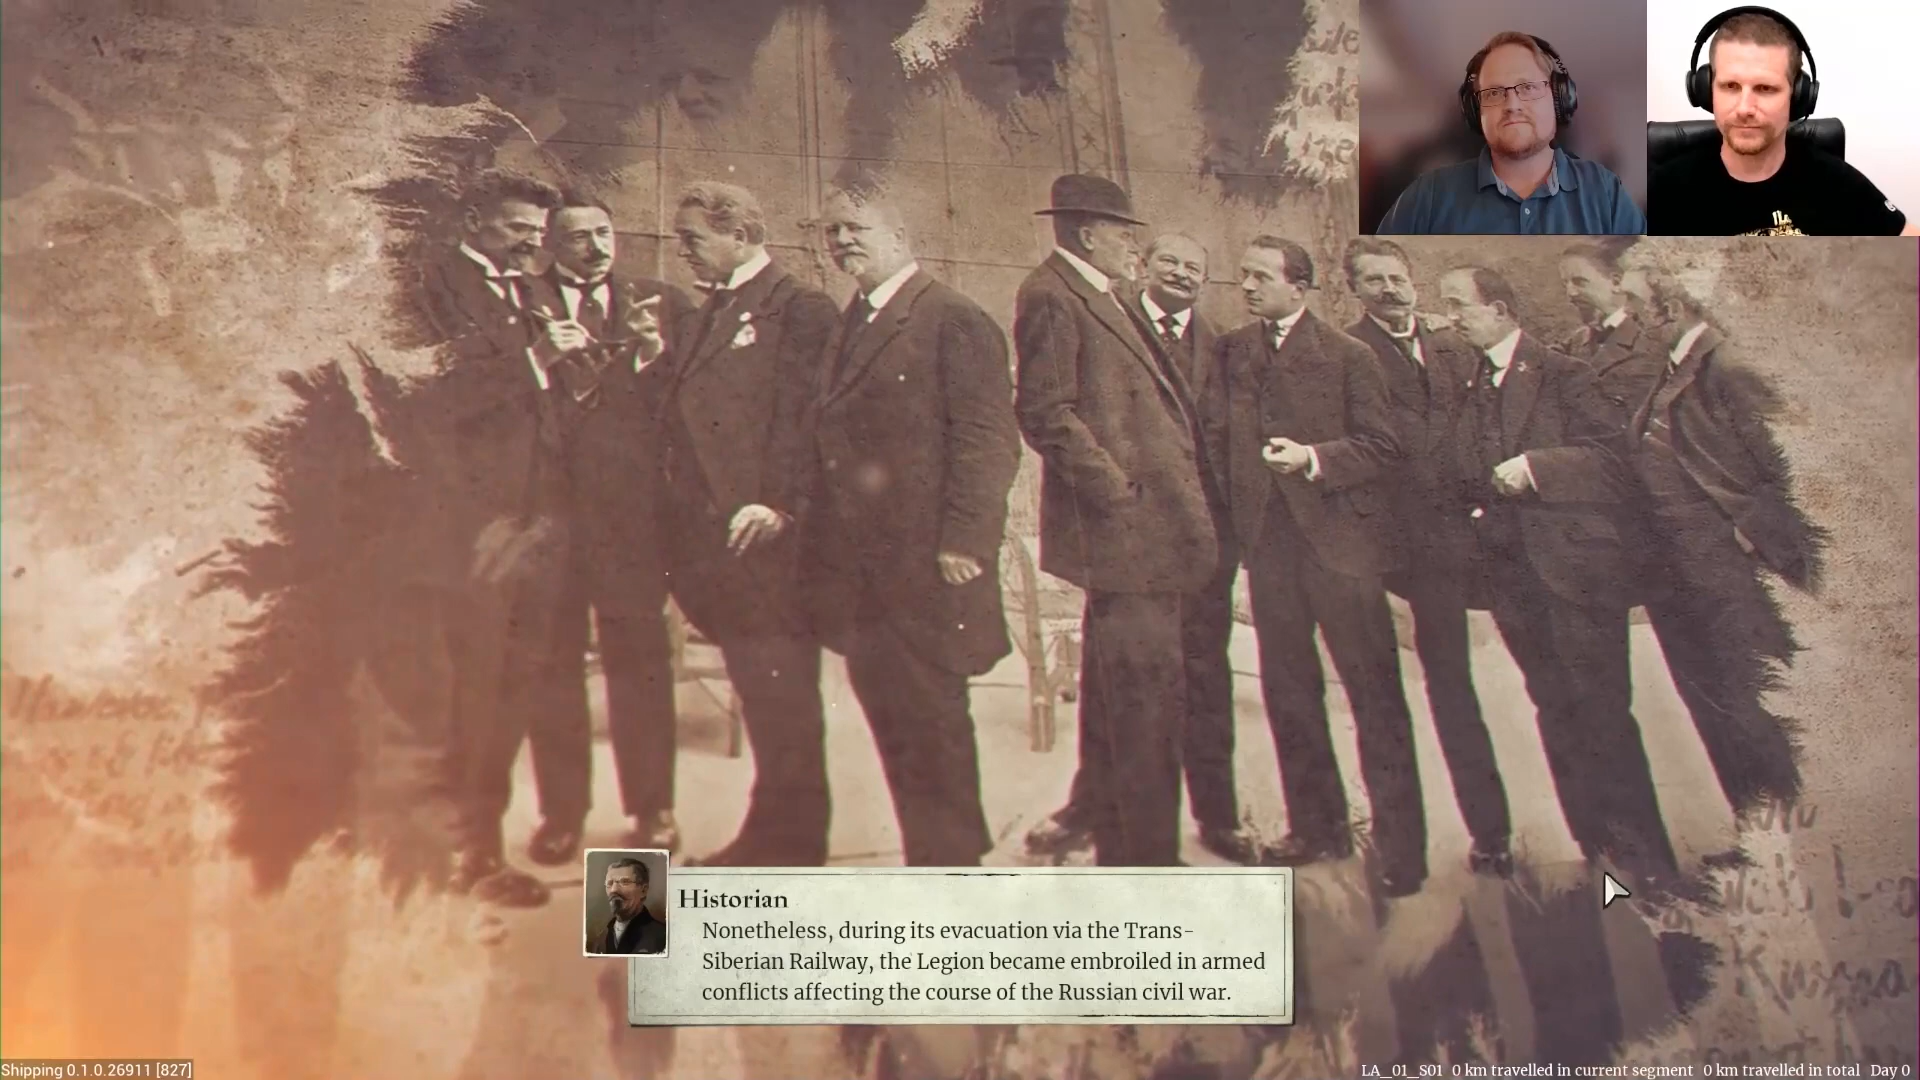 Historian
Nonetheless, during its evacuation via the Trans-
Siberian Railway, the Legion became embroiled in armed
conflicts affecting the course of the Russian civil war.
Shipping 0.1.0.26911 [827]
LA_01_S01 0 km travelled in current segment 0 km travelled in total Day 0